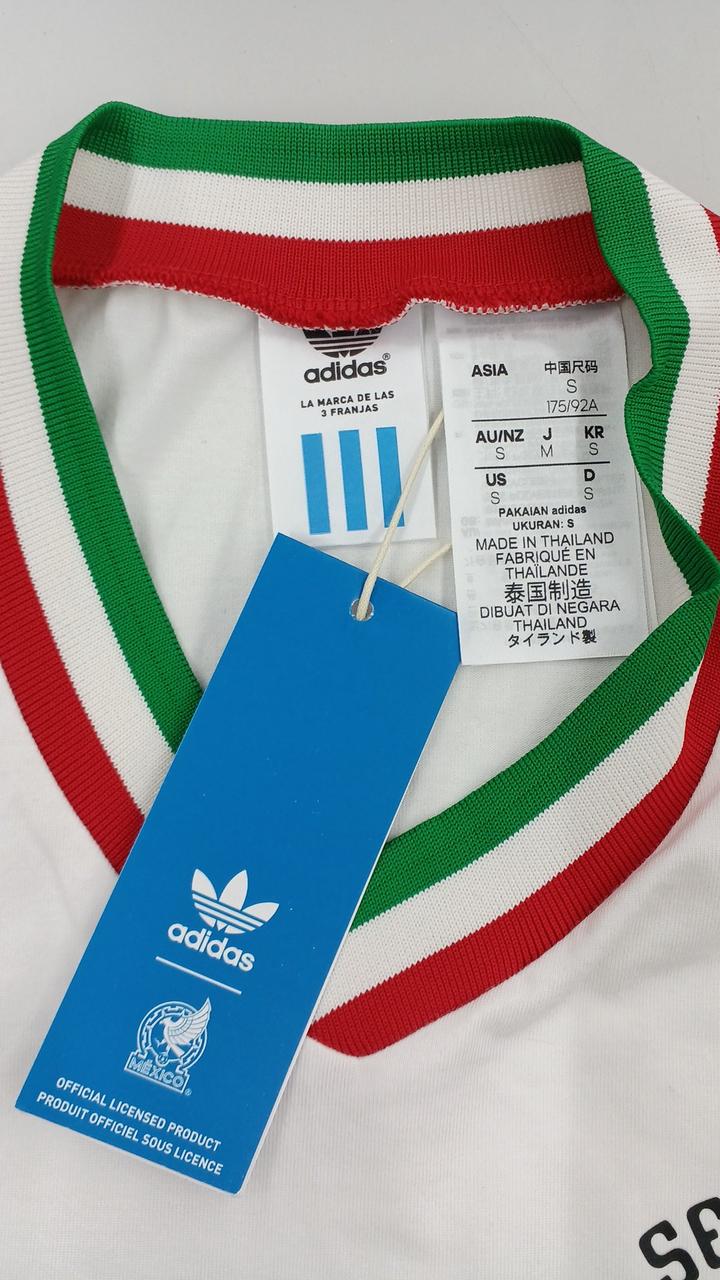 adidas®
LA MARCA DE LAS
3 FRANJAS
ASIA 中国尺码
S
175/92A
AU/NZ J KR
S M S
US D
S S
PAKAIAN adidas
UKURAN: S
MADE IN THAILAND
FABRIQUÉ EN
THAÏLANDE
泰国制造
DIBUAT DI NEGARA
THAILAND
タイランド製
adidas
MÉXICO®
OFFICIAL LICENSED PRODUCT
PRODUIT OFFICIEL SOUS LICENCE